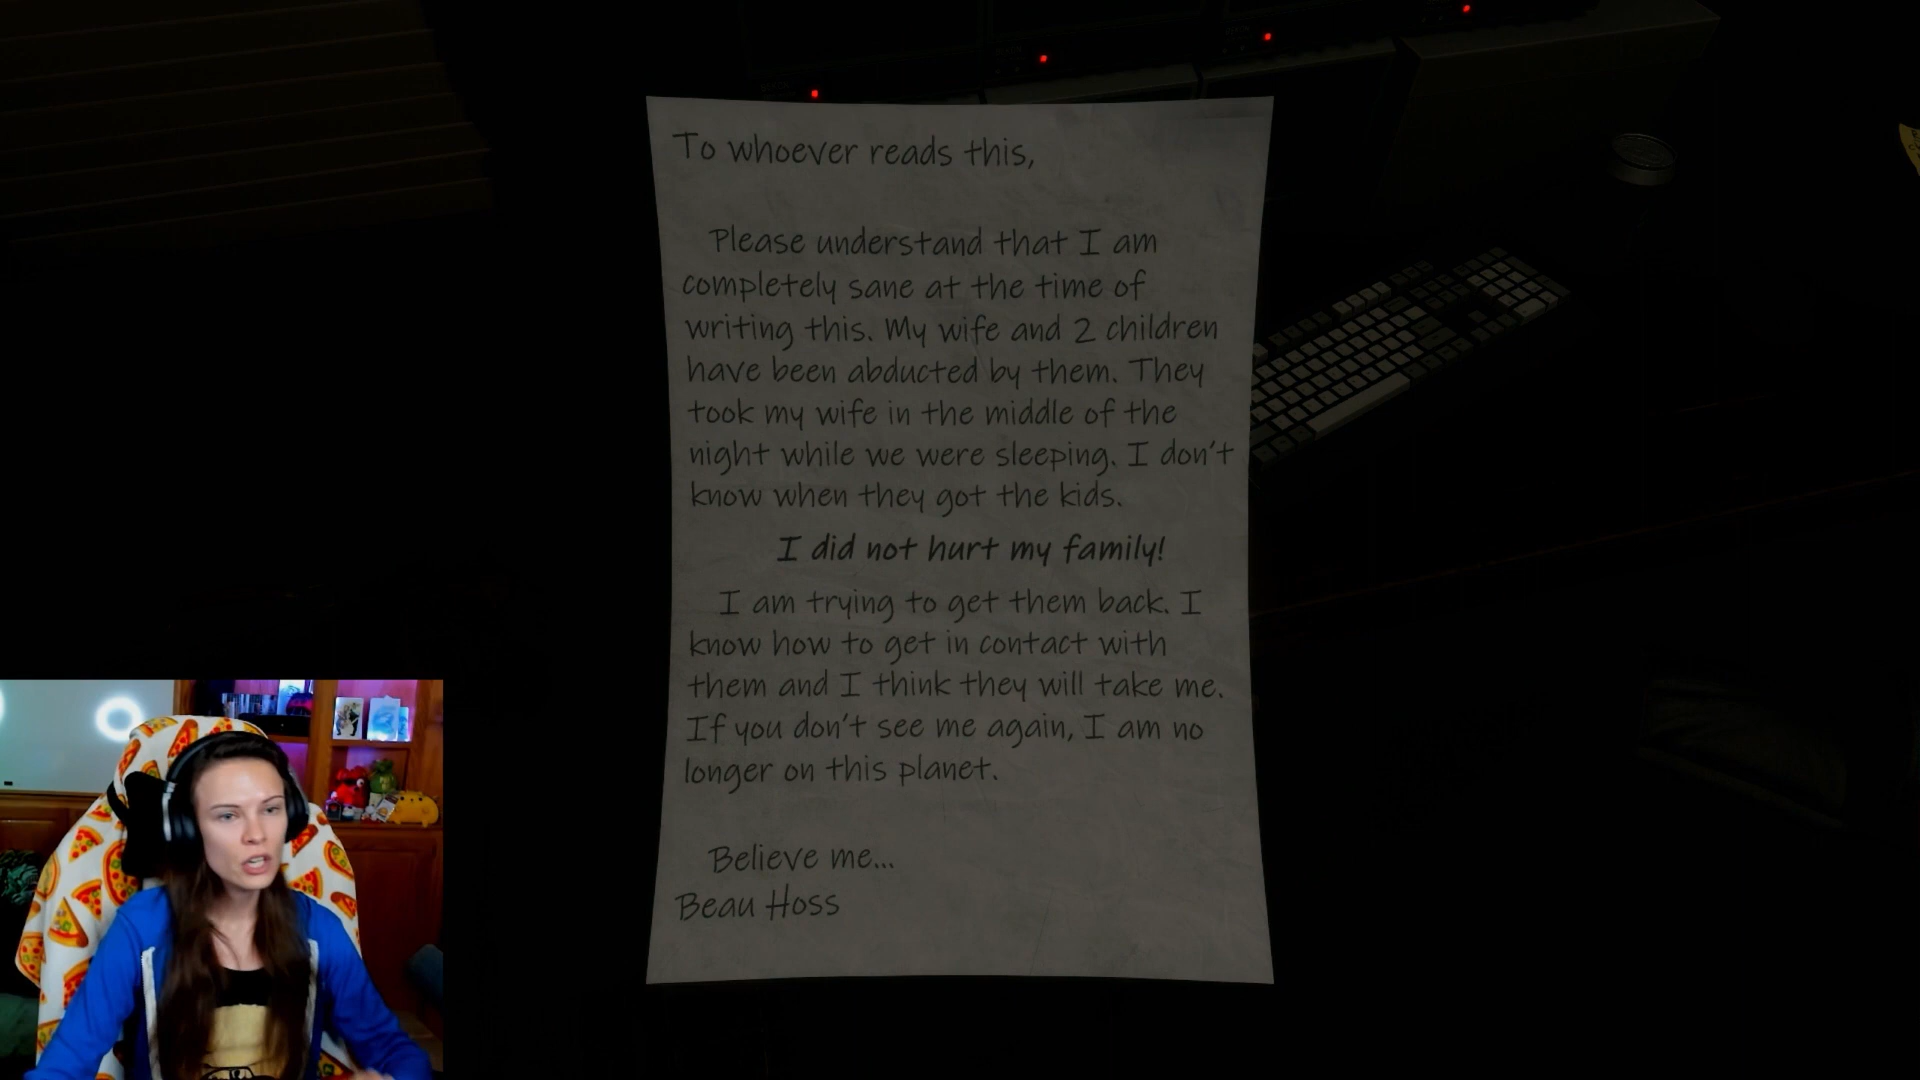 To whoever reads this,
Please understand that I am
completely sane at the time of
writing this. My wife and 2 children
have been abducted by them. They
took my wife in the middle of the
night while we were sleeping. I don't
know when they got the kids.
I did not hurt my family!
I am trying to get them back. I
know how to get in contact with
them and I think they will take me.
If you don't see me again, I am no
longer on this planet.
Believe me...
Beau Hoss